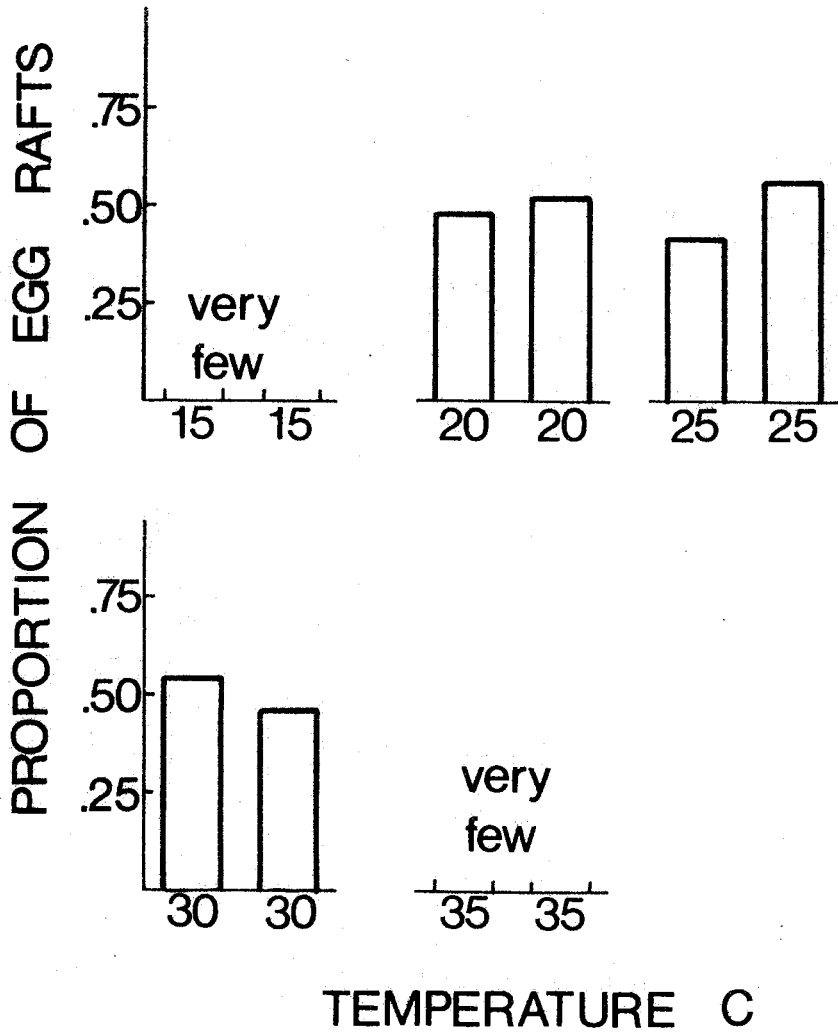 PROPORTION OF EGG RAFTS
.75
.50
.25
very
few
15 15
20 20
25 25
.75
.50
.25
30 30
very
few
35 35
TEMPERATURE C